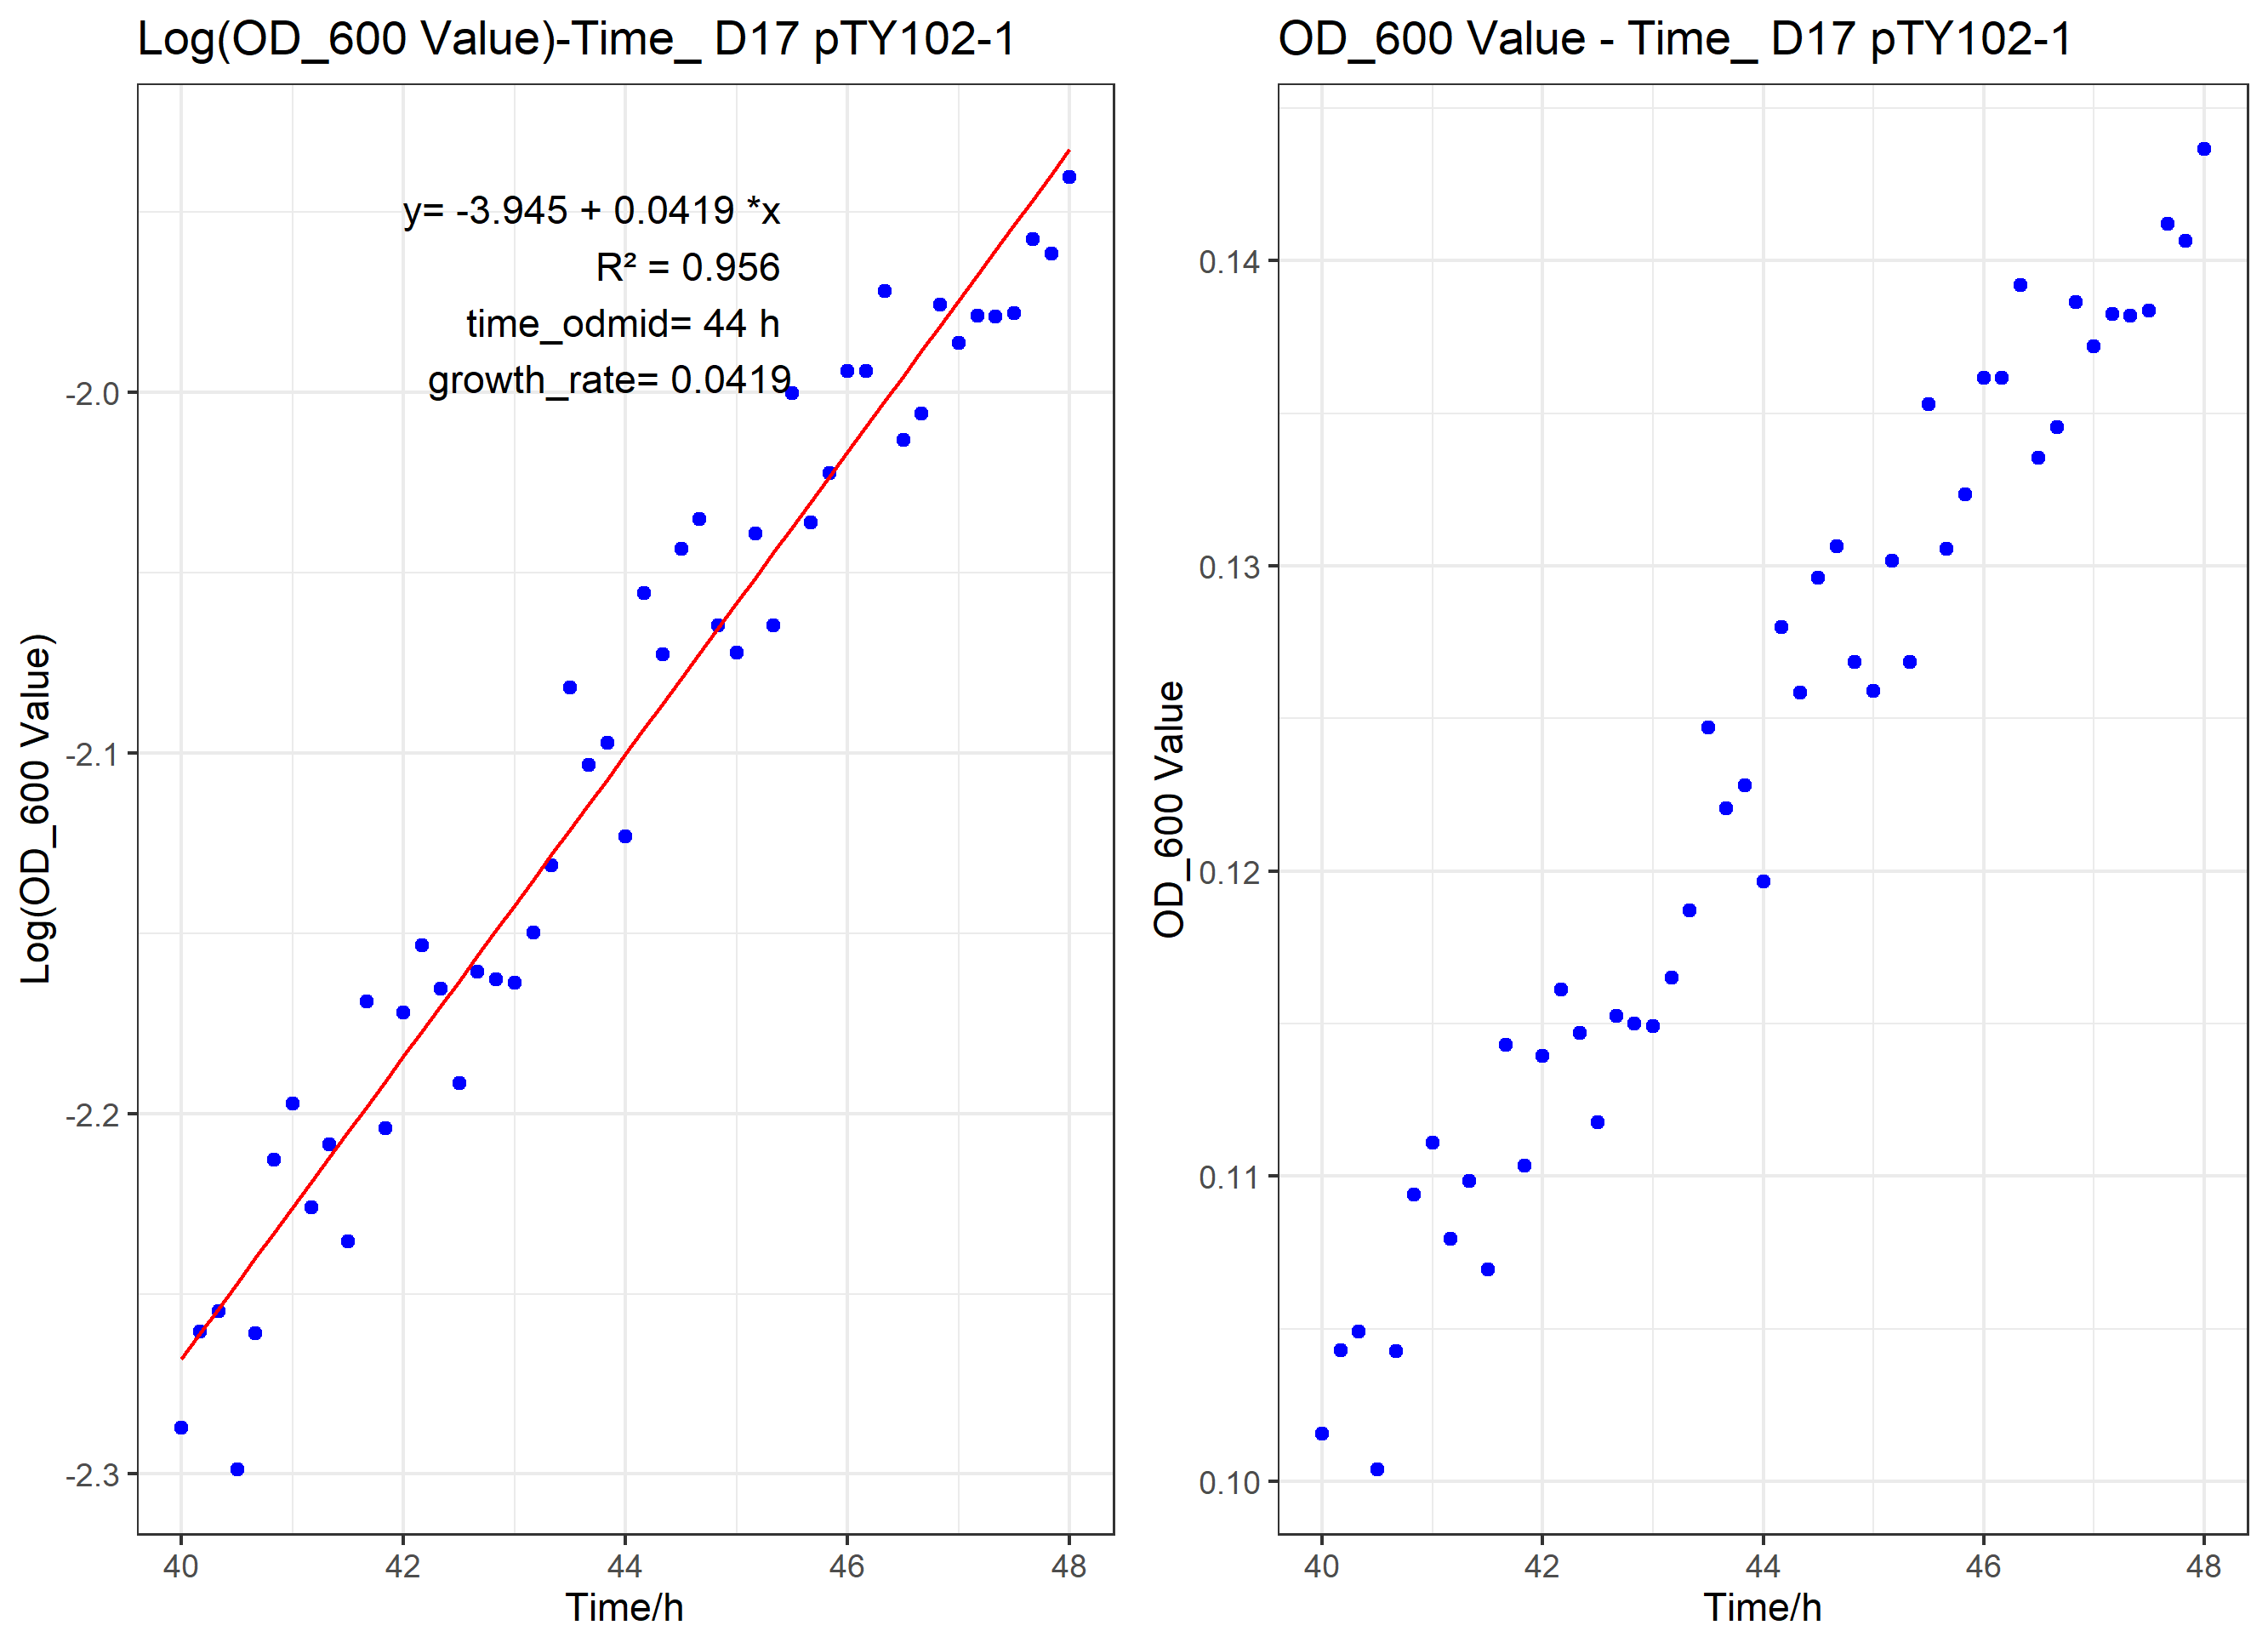 Log(OD_600 Value)-Time_ D17 pTY102-1
y= -3.945 + 0.0419 *x
R² = 0.956
time_odmid= 44 h
growth_rate= 0.0419
Log(OD_600 Value)
-2.0
-2.1
-2.2
-2.3
40 42 44 46 48
Time/h
OD_600 Value - Time_ D17 pTY102-1
OD_600 Value
0.14
0.13
0.12
0.11
0.10
40 42 44 46 48
Time/h